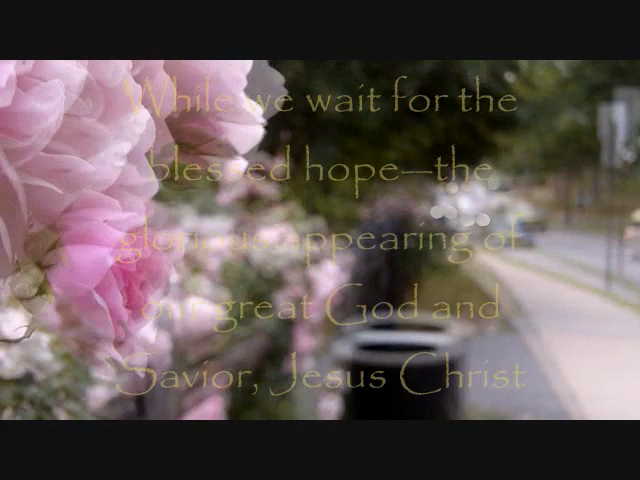 While we wait for the
blessed hope—the
glorious appearing of
our great God and
Savior, Jesus Christ